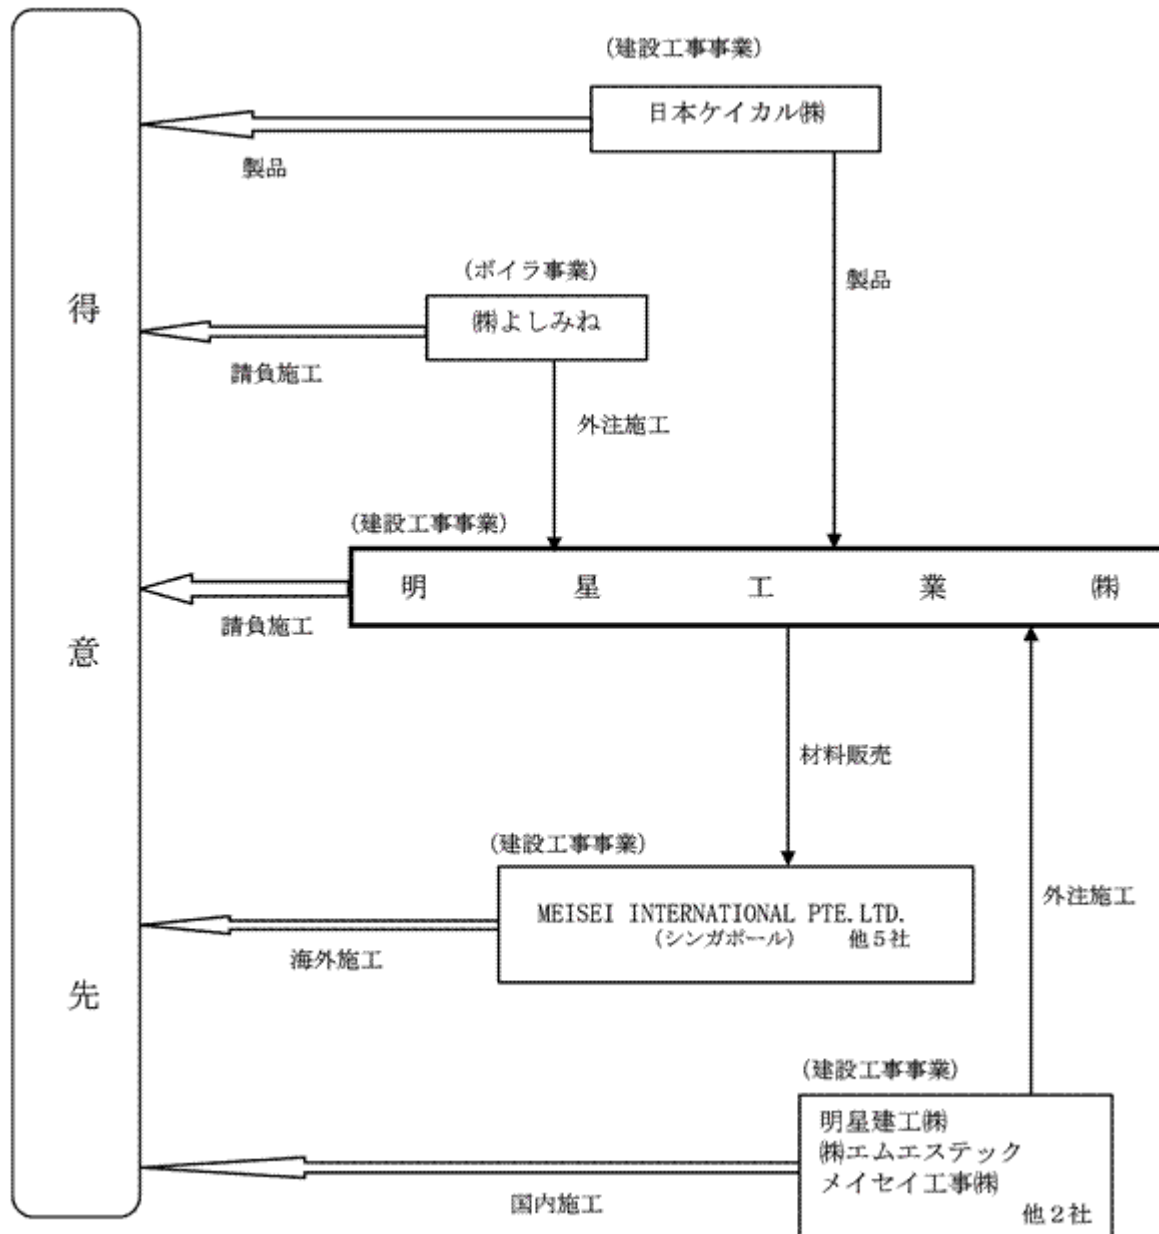 (建設工事事業)
日本ケイカル㈱
製品
製品
(ボイラ事業)
㈱よしみね
請負施工
外注施工
得意先
(建設工事事業)
明星工業㈱
請負施工
材料販売
(建設工事事業)
MEISEI INTERNATIONAL PTE.LTD.
(シンガポール) 他5社
海外施工
外注施工
(建設工事事業)
明星建工㈱
㈱エムエステック
メイセイ工事㈱
他2社
国内施工